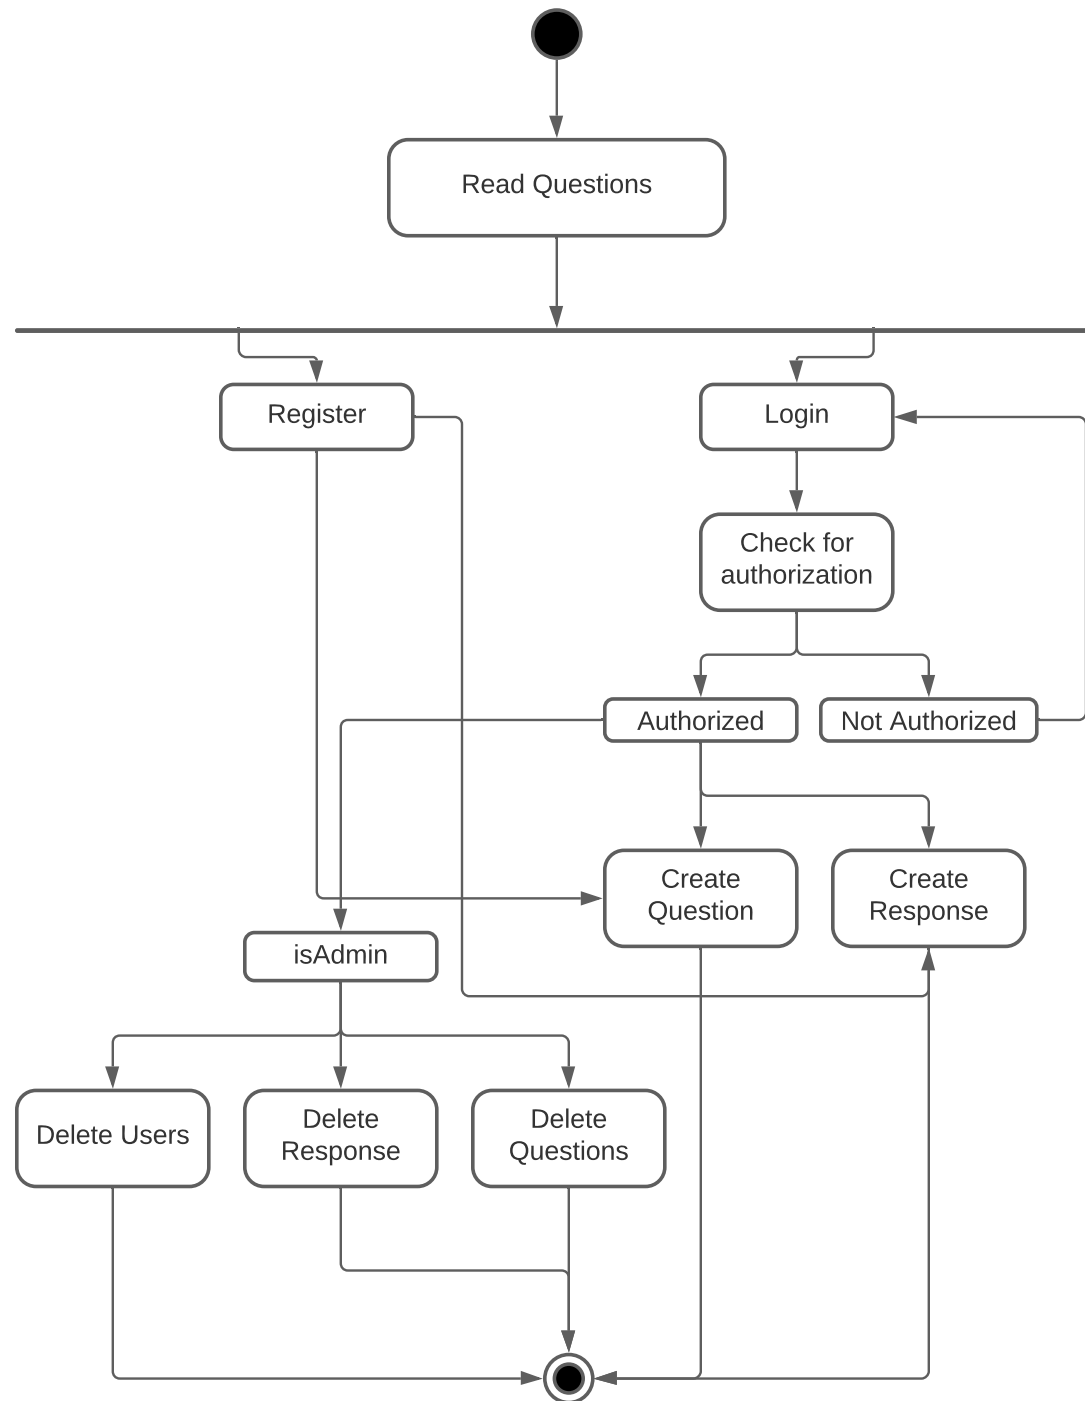 Read Questions
Register
Login
Check for
authorization
Authorized
Not Authorized
Create
Question
Create
Response
isAdmin
Delete Users
Delete
Response
Delete
Questions